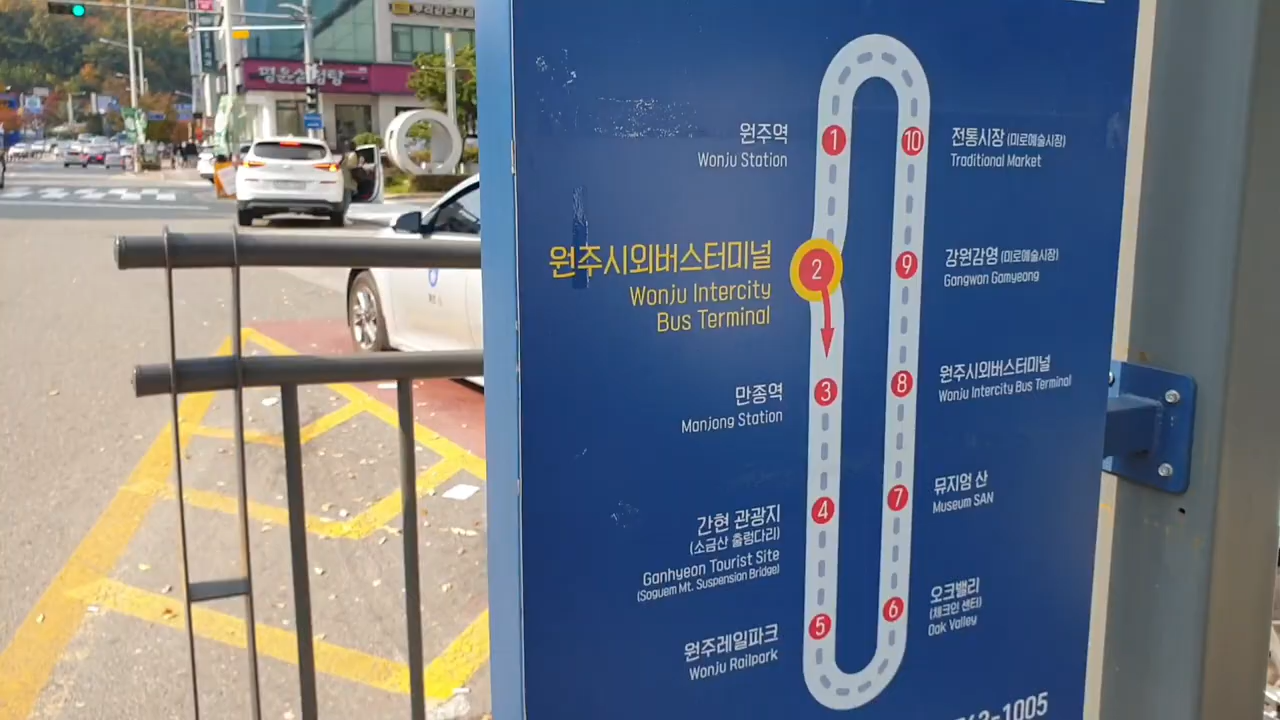 원주역
Wonju Station
1
10
전통시장 (미로예술시장)
Traditional Market
원주시외버스터미널
Wonju Intercity
Bus Terminal
2
9
강원감영 (미로예술시장)
Gangwon Gamyeong
만종역
Manjong Station
3
8
원주시외버스터미널
Wonju Intercity Bus Terminal
간현 관광지
(소금산 출렁다리)
Ganhyeon Tourist Site
(Soguem Mt. Suspension Bridge)
4
7
뮤지엄 산
Museum SAN
원주레일파크
Wonju Railpark
5
6
오크밸리
(체크인 센터)
Oak Valley
-1005